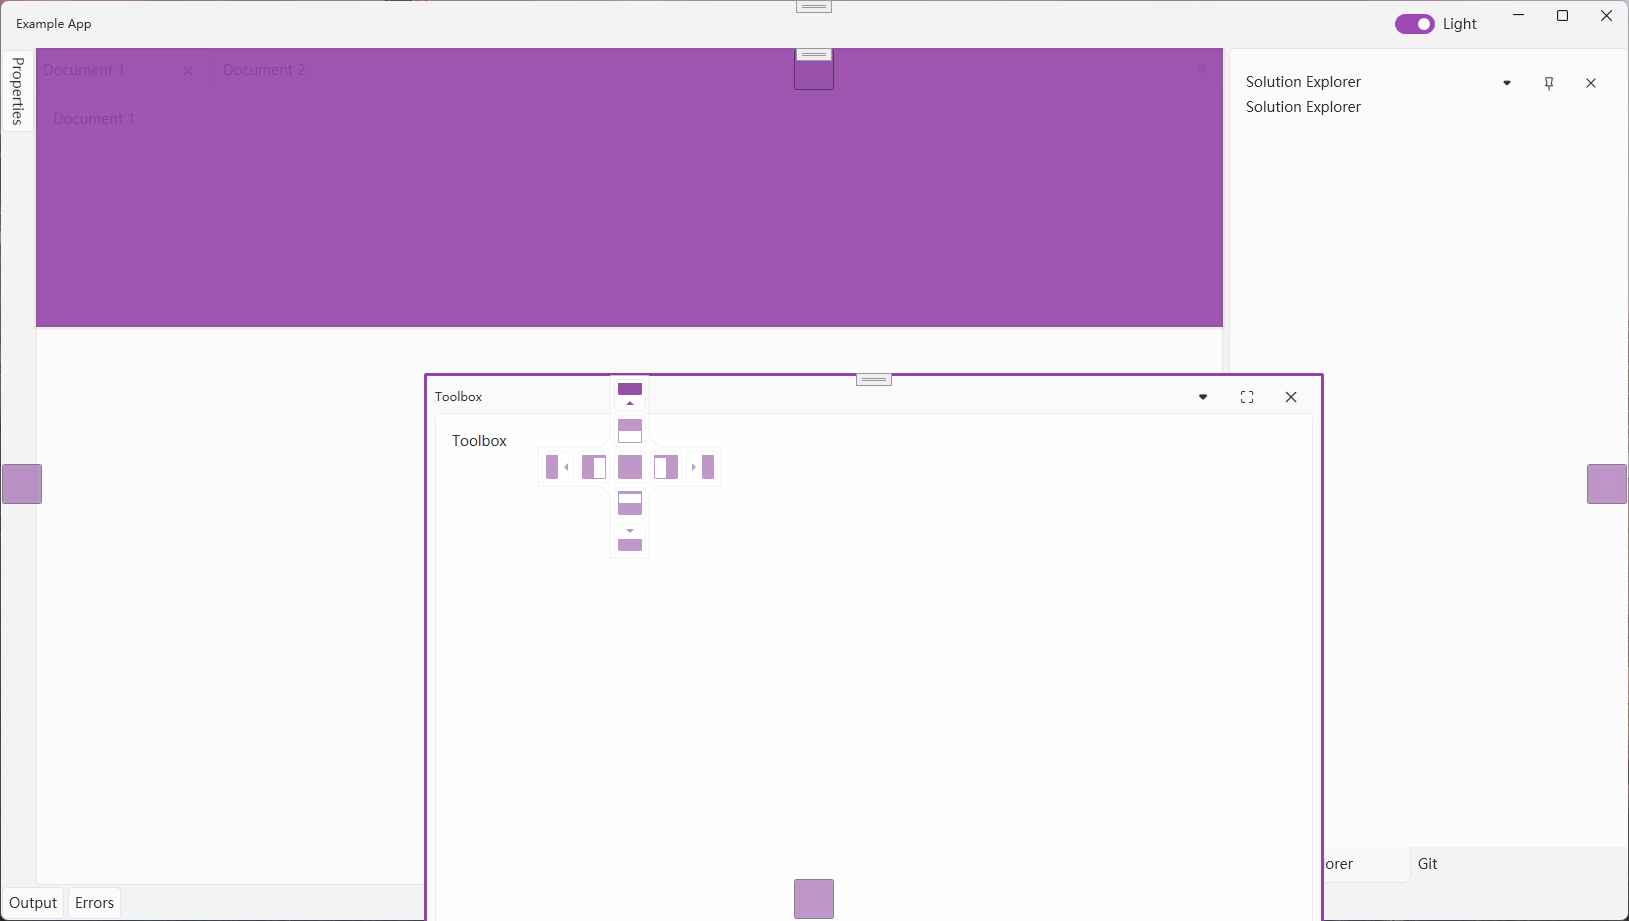 Example App
Light
Properties
Document 1
Document 2
Document 1
Solution Explorer
Solution Explorer
Toolbox
Toolbox
orer
Git
Output
Errors